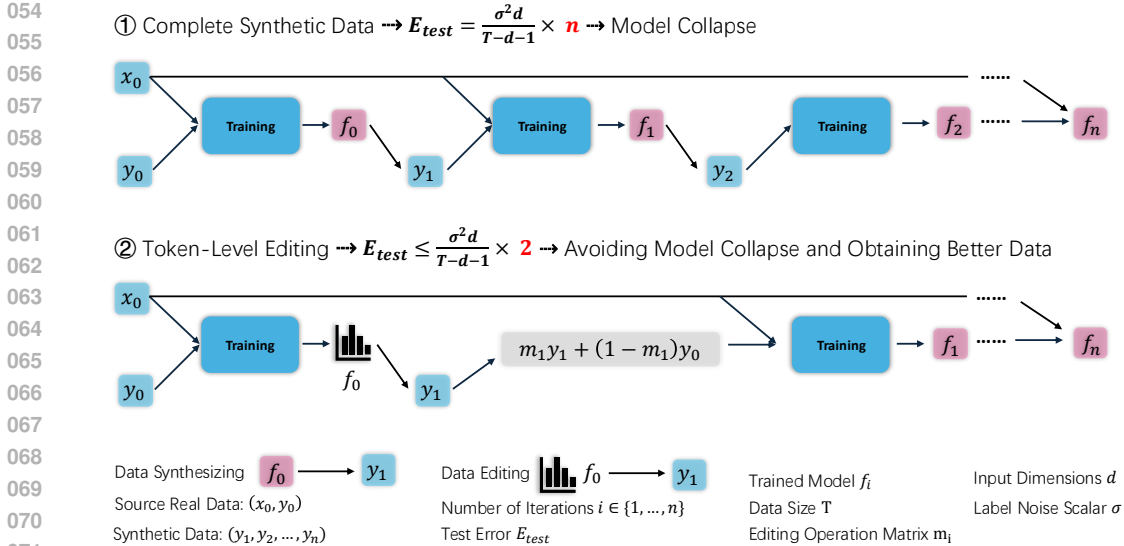 054
055
056
057
058
059
060
061
062
063
064
065
066
067
068
069
070
① Complete Synthetic Data ⇢ E_test = σ²d/(T−d−1) × n ⇢ Model Collapse
x₀ ......
Training f₀ Training f₁ Training f₂ ...... fₙ
y₀ y₁ y₂
② Token-Level Editing ⇢ E_test ≤ σ²d/(T−d−1) × 2 ⇢ Avoiding Model Collapse and Obtaining Better Data
x₀ ......
Training f₀ m₁y₁ + (1 − m₁)y₀ Training f₁ ...... fₙ
y₀ y₁
Data Synthesizing f₀ → y₁
Source Real Data: (x₀, y₀)
Synthetic Data: (y₁, y₂, ..., yₙ)
Data Editing f₀ → y₁
Number of Iterations i ∈ {1, ..., n}
Test Error E_test
Trained Model fᵢ
Data Size T
Editing Operation Matrix mᵢ
Input Dimensions d
Label Noise Scalar σ